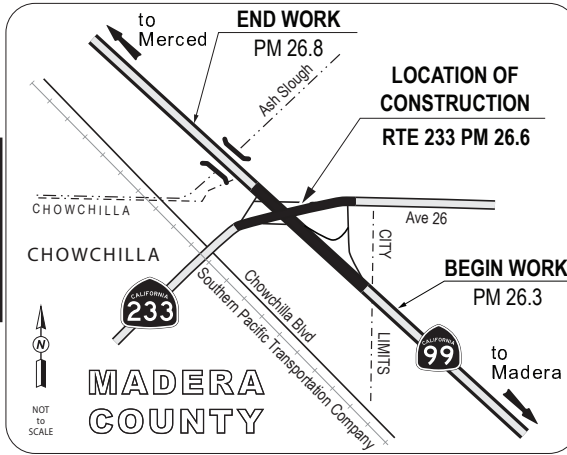 to
Merced
END WORK
PM 26.8
Ash Slough
LOCATION OF
CONSTRUCTION
RTE 233 PM 26.6
CHOWCHILLA
Ave 26
CHOWCHILLA
CITY
LIMITS
BEGIN WORK
PM 26.3
CALIFORNIA
233
Chowchilla Blvd
Southern Pacific Transportation Company
CALIFORNIA
99
to
Madera
N
NOT
to
SCALE
MADERA
COUNTY